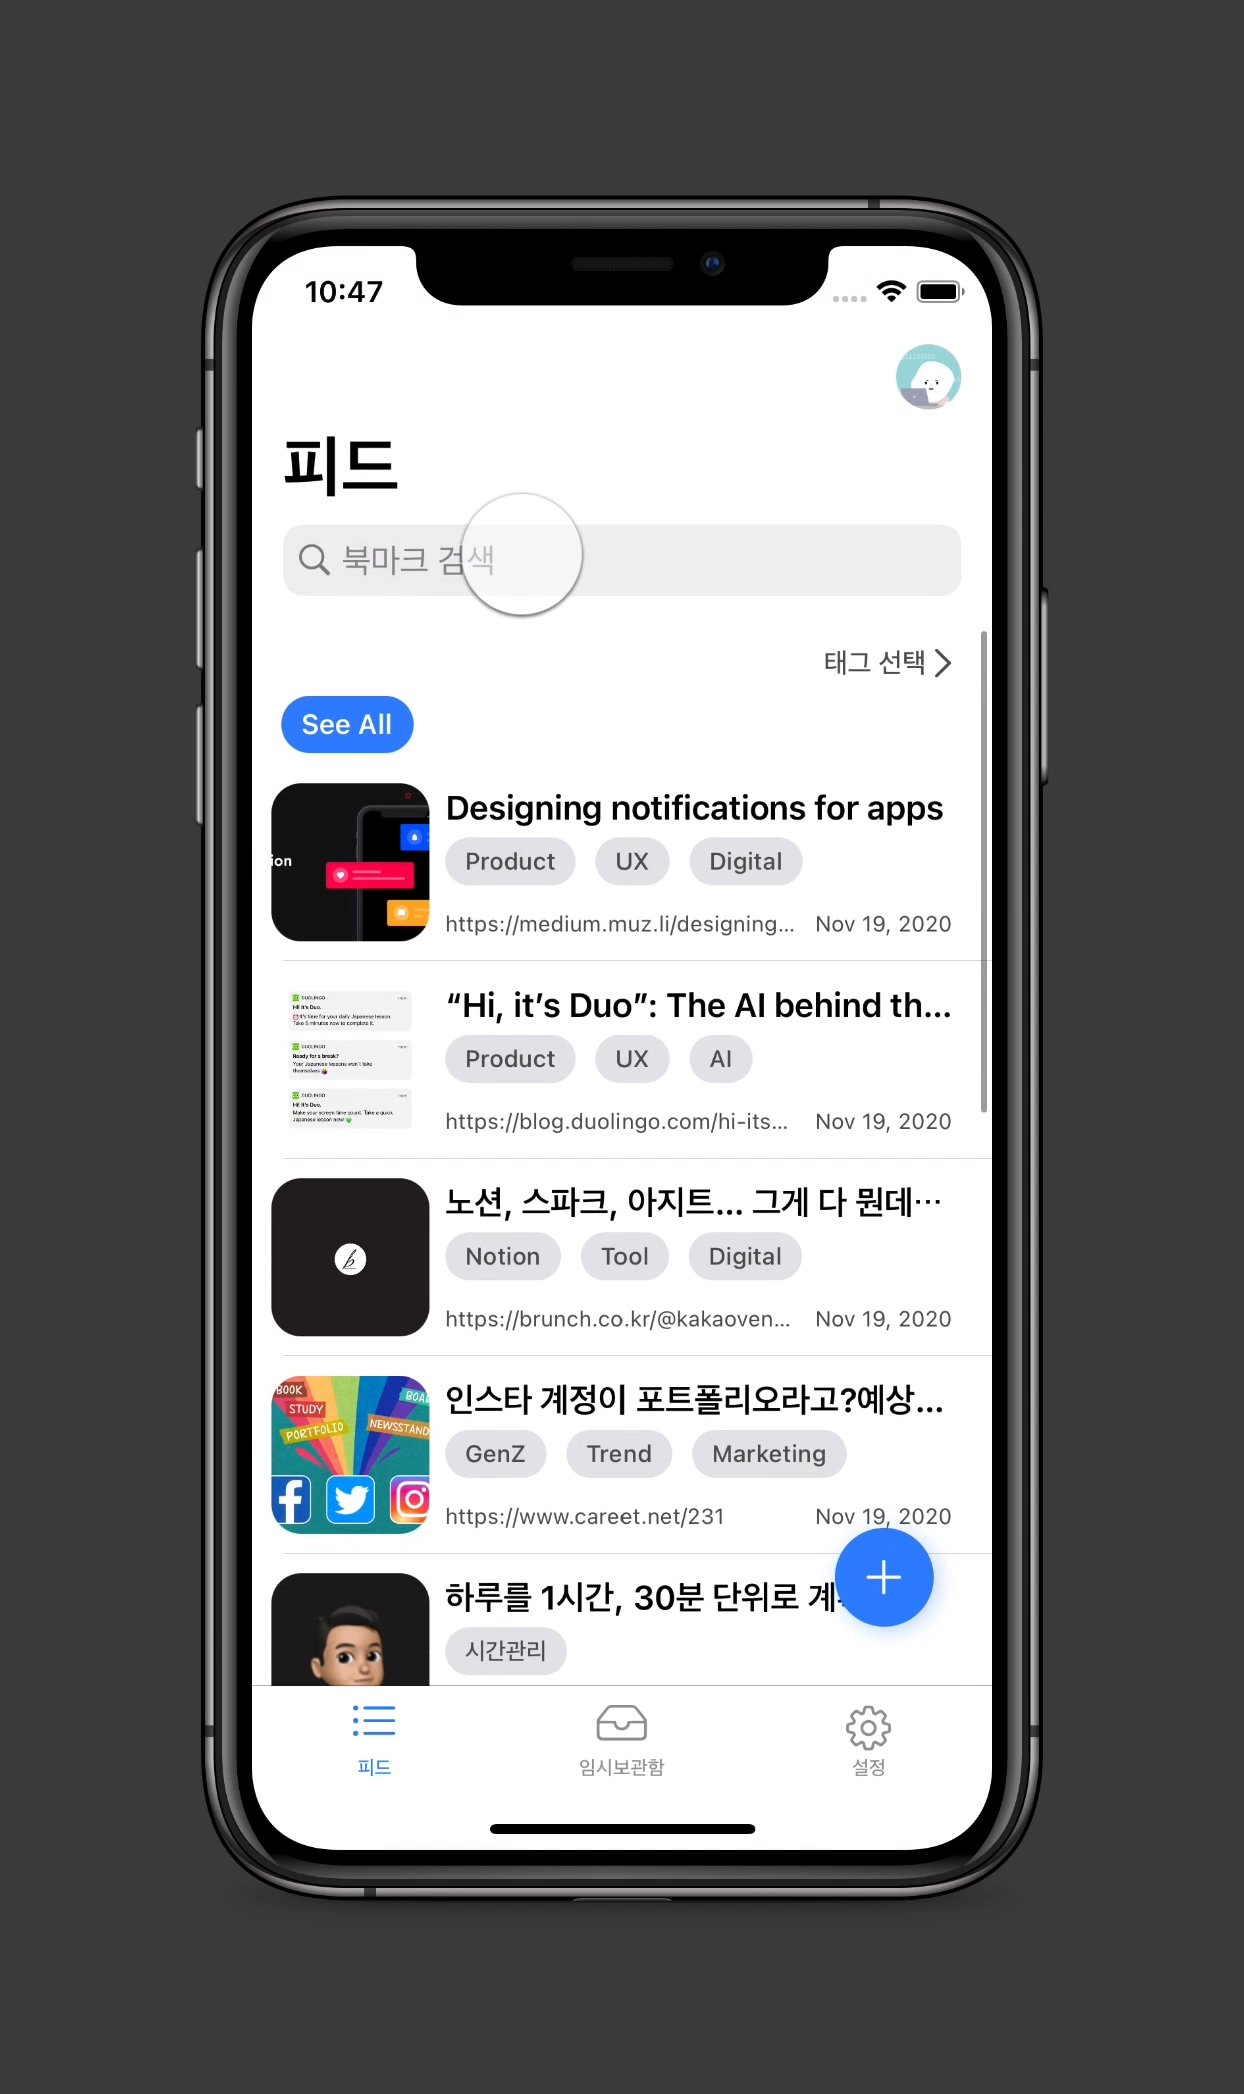 10:47
피드
북마크 검색
태그 선택
See All
ion
Designing notifications for apps
Product UX Digital
https://medium.muz.li/designing... Nov 19, 2020
DUOLINGO now
Hi! It's Duo.
It's time for your daily Japanese lesson.
Take 5 minutes now to complete it.
DUOLINGO now
Ready for a break?
Your Japanese lessons won't take
themselves
DUOLINGO now
Hi! It's Duo.
Make your screen time count. Take a quick
Japanese lesson now!
“Hi, it’s Duo”: The AI behind th...
Product UX AI
https://blog.duolingo.com/hi-its... Nov 19, 2020
b
노션, 스파크, 아지트... 그게 다 뭔데…
Notion Tool Digital
https://brunch.co.kr/@kakaoven... Nov 19, 2020
BOOK
BOA
STUDY
PORTFOLIO
NEWSSTAND
인스타 계정이 포트폴리오라고?예상...
GenZ Trend Marketing
https://www.careet.net/231 Nov 19, 2020
하루를 1시간, 30분 단위로 계
시간관리
피드 임시보관함 설정